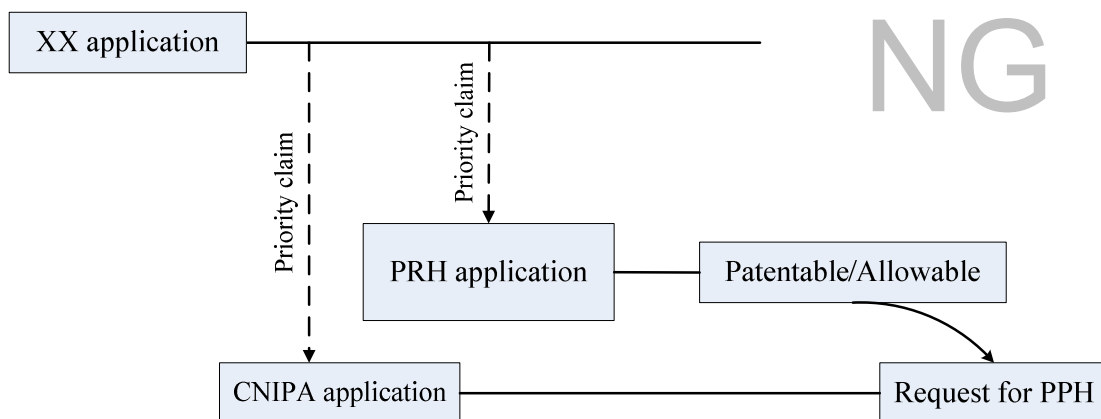 XX application
NG
Priority claim
Priority claim
PRH application
Patentable/Allowable
CNIPA application
Request for PPH